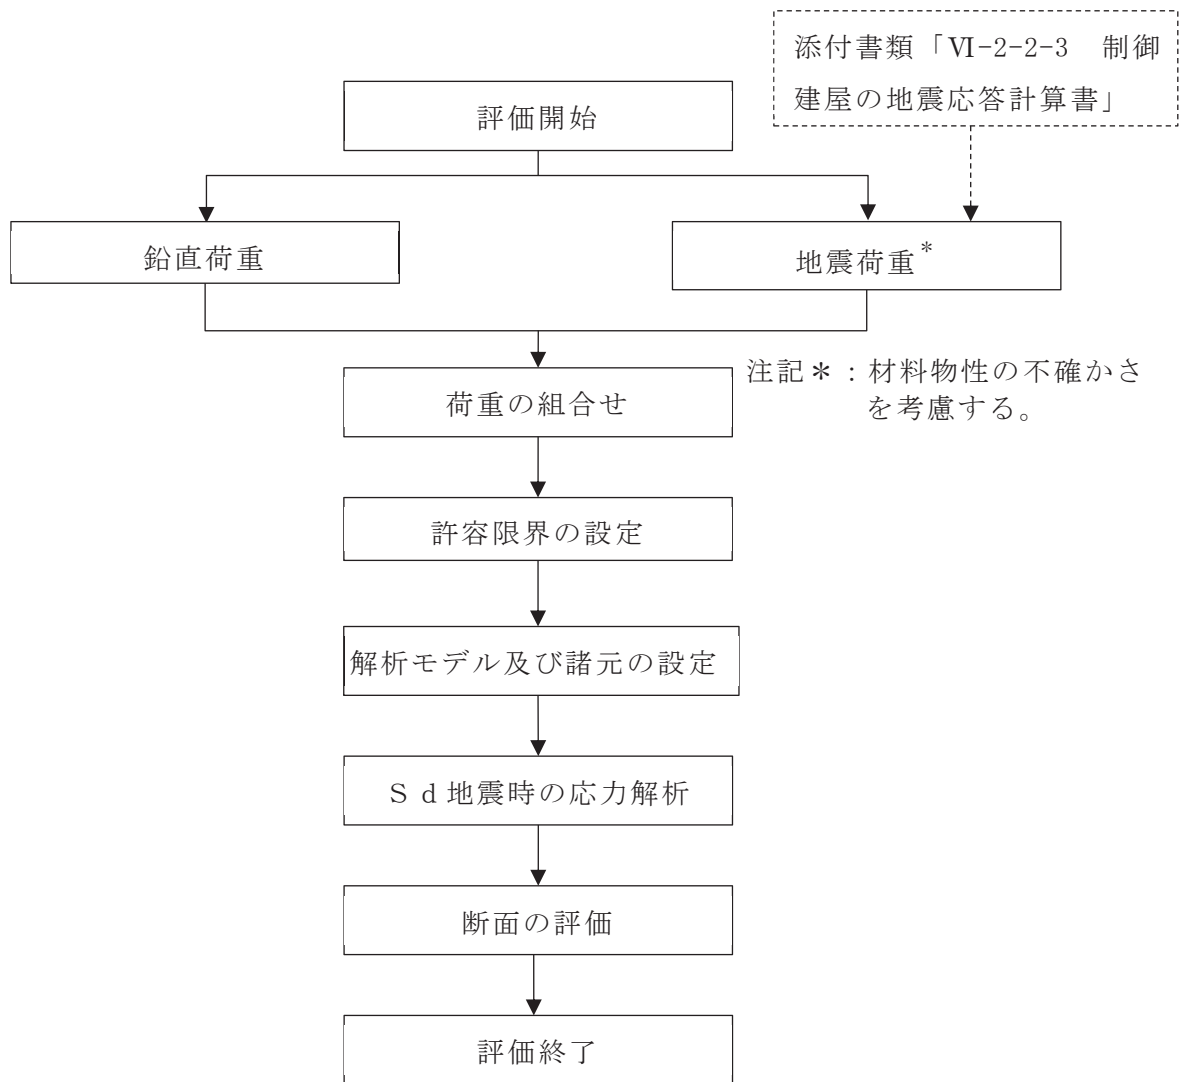 添付書類「Ⅵ-2-2-3　制御
建屋の地震応答計算書」
評価開始
鉛直荷重
地震荷重*
注記＊：材料物性の不確かさ
を考慮する。
荷重の組合せ
許容限界の設定
解析モデル及び諸元の設定
Ｓｄ地震時の応力解析
断面の評価
評価終了